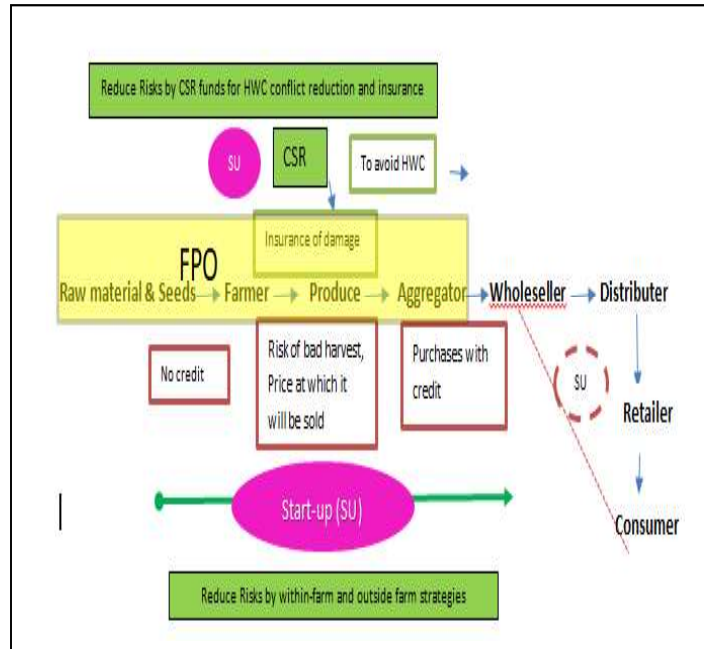 Reduce Risks by CSR funds for HWC conflict reduction and insurance
SU
CSR
To avoid HWC
Insurance of damage
FPO
Raw material & Seeds
Farmer
Produce
Aggregator
Wholeseller
Distributer
No credit
Risk of bad harvest,
Price at which it
will be sold
Purchases with
credit
SU
Retailer
Start-up (SU)
Consumer
Reduce Risks by within-farm and outside farm strategies